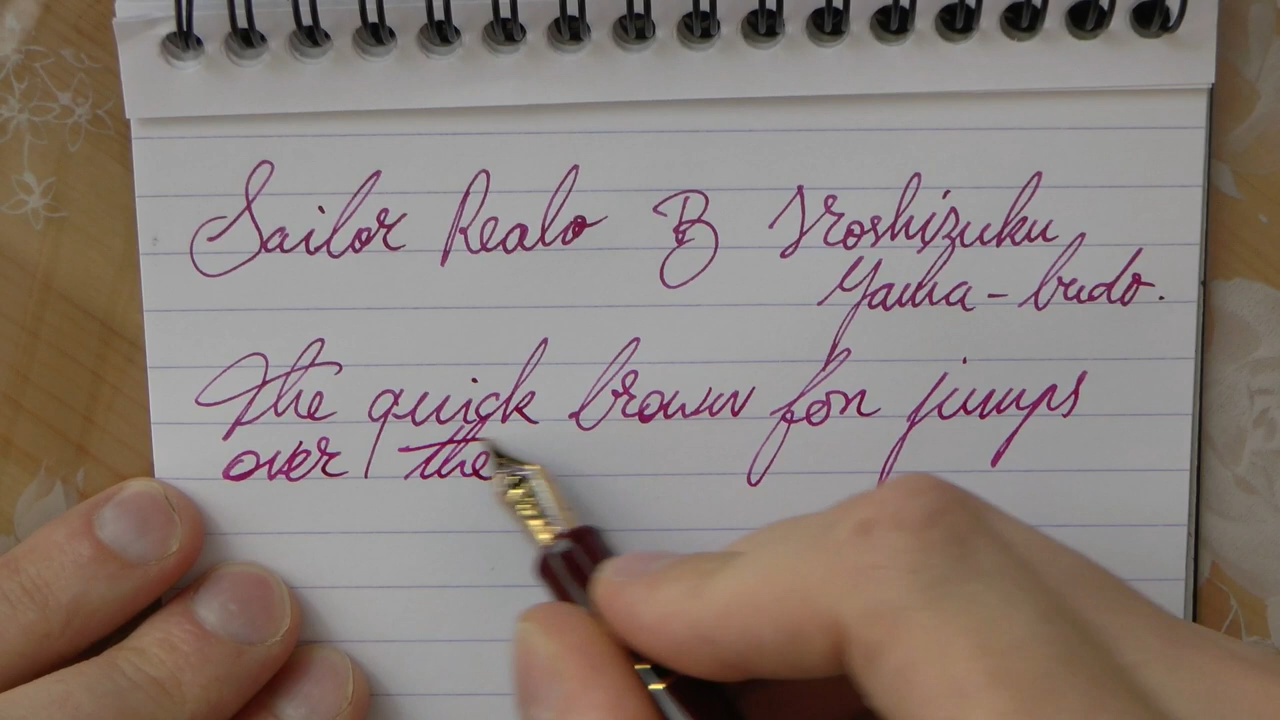 Sailor Realo B Iroshizuku
Yama-budo.
The quick brown fox jumps
over the